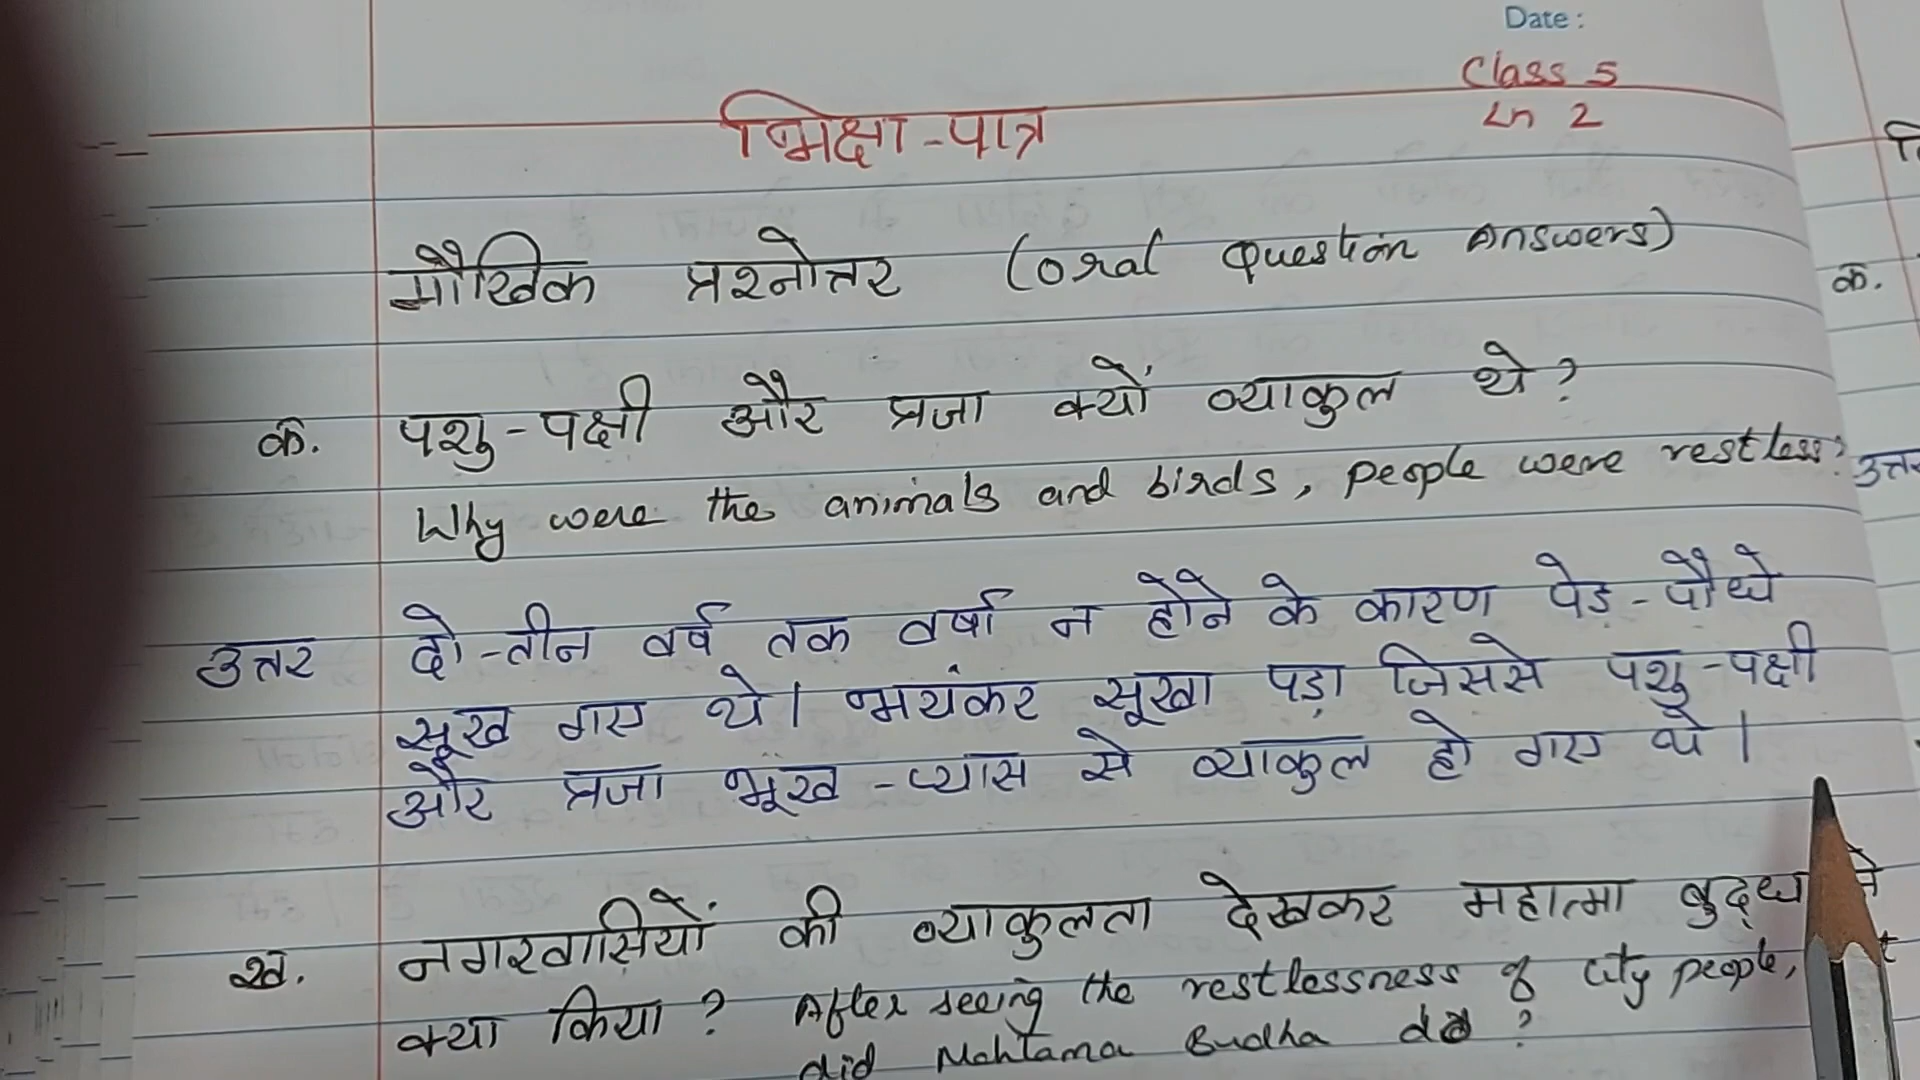 Date :
Class 5
Ln 2
भिक्षा-पात्र
मौखिक प्रश्नोत्तर (Oral Question Answers)
क. पशु-पक्षी और प्रजा क्यों व्याकुल थे?
Why were the animals and birds, people were restless?
उत्तर दो-तीन वर्ष तक वर्षा न होने के कारण पेड़-पौधे
सूख गए थे। भयंकर सूखा पड़ा जिससे पशु-पक्षी
और प्रजा भूख-प्यास से व्याकुल हो गए थे।
ख. नगरवासियों की व्याकुलता देखकर महात्मा बुद्ध ने
क्या किया? After seeing the restlessness of city people,
did Mahtama Budha do?
क.